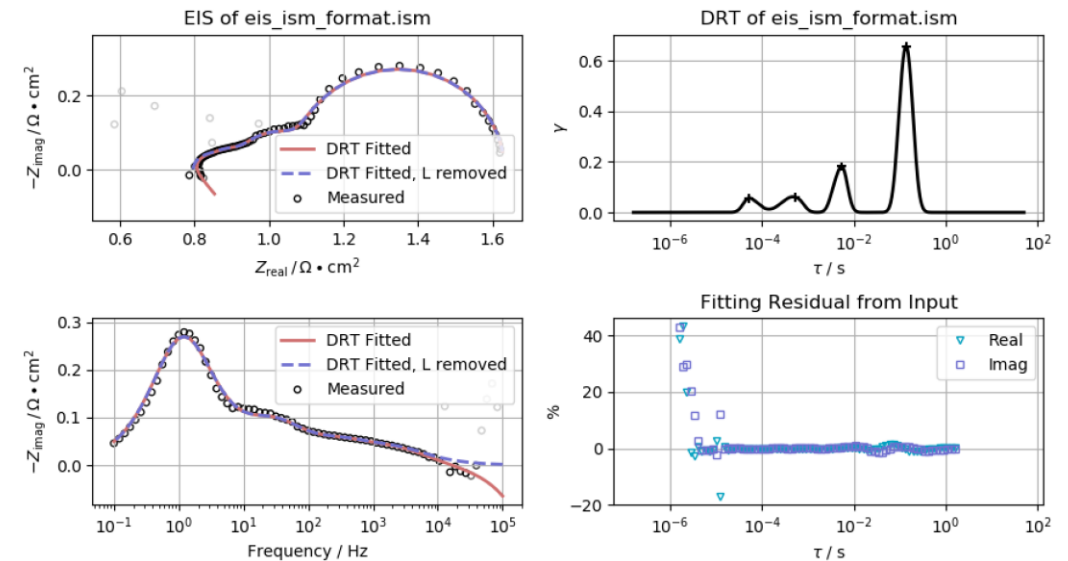 EIS of eis_ism_format.ism
−Z_imag / Ω • cm²
0.2
0.0
0.6 0.8 1.0 1.2 1.4 1.6
Z_real / Ω • cm²
DRT Fitted
DRT Fitted, L removed
Measured
DRT of eis_ism_format.ism
γ
0.6
0.4
0.2
0.0
10⁻⁶ 10⁻⁴ 10⁻² 10⁰ 10²
τ / s
−Z_imag / Ω • cm²
0.3
0.2
0.1
0.0
10⁻¹ 10⁰ 10¹ 10² 10³ 10⁴ 10⁵
Frequency / Hz
DRT Fitted
DRT Fitted, L removed
Measured
Fitting Residual from Input
%
40
20
0
−20
10⁻⁶ 10⁻⁴ 10⁻² 10⁰ 10²
τ / s
Real
Imag